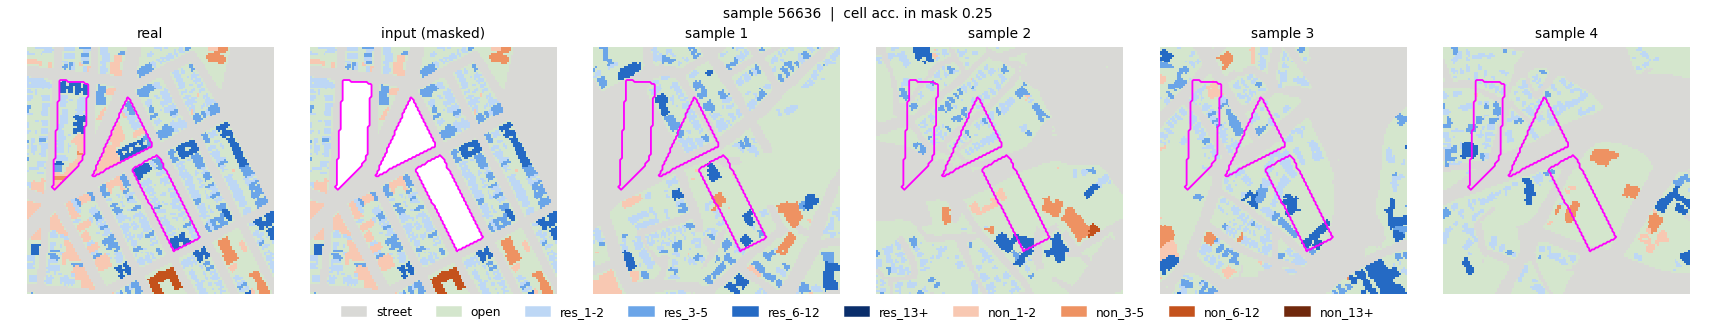 sample 56636 | cell acc. in mask 0.25
real
input (masked)
sample 1
sample 2
sample 3
sample 4
street
open
res_1-2
res_3-5
res_6-12
res_13+
non_1-2
non_3-5
non_6-12
non_13+